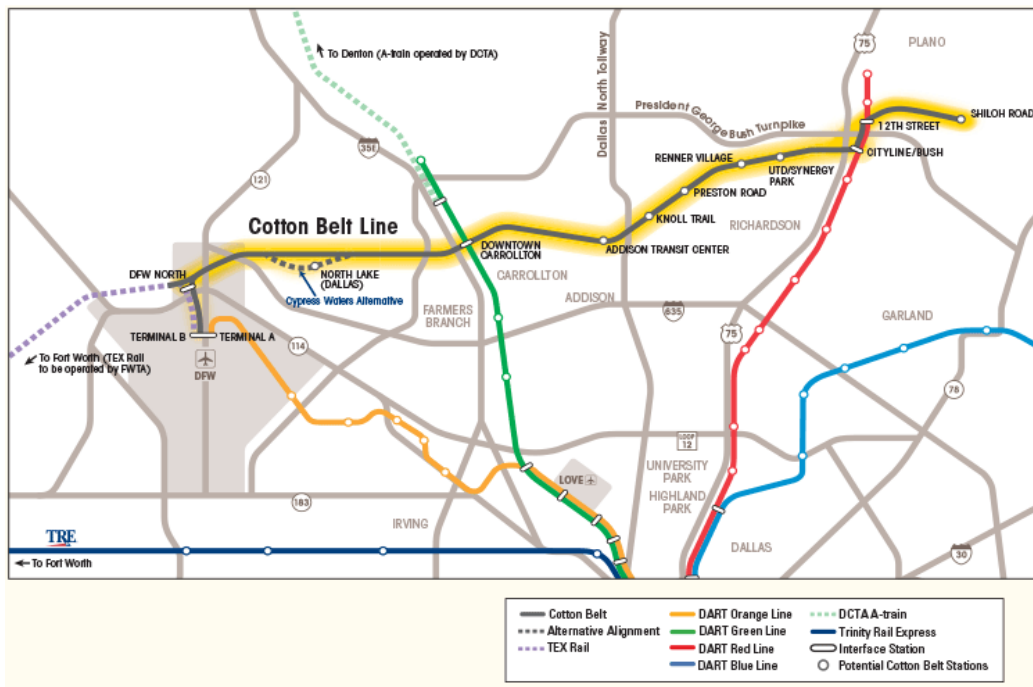 To Denton (A-train operated by DCTA)
Dallas North Tollway
75
PLANO
President George Bush Turnpike
SHILOH ROAD
12TH STREET
35E
RENNER VILLAGE
CITYLINE/BUSH
UTD/SYNERGY
PARK
121
PRESTON ROAD
RICHARDSON
KNOLL TRAIL
Cotton Belt Line
DOWNTOWN
CARROLLTON
ADDISON TRANSIT CENTER
DFW NORTH
NORTH LAKE
(DALLAS)
CARROLLTON
Cypress Waters Alternative
ADDISON
FARMERS
BRANCH
635
GARLAND
TERMINAL B
TERMINAL A
75
114
To Fort Worth (TEX Rail
to be operated by FWTA)
DFW
78
LOOP
12
UNIVERSITY
PARK
LOVE
HIGHLAND
PARK
183
IRVING
TRE
DALLAS
30
To Fort Worth
Cotton Belt
Alternative Alignment
TEX Rail
DART Orange Line
DART Green Line
DART Red Line
DART Blue Line
DCTA A-train
Trinity Rail Express
Interface Station
Potential Cotton Belt Stations